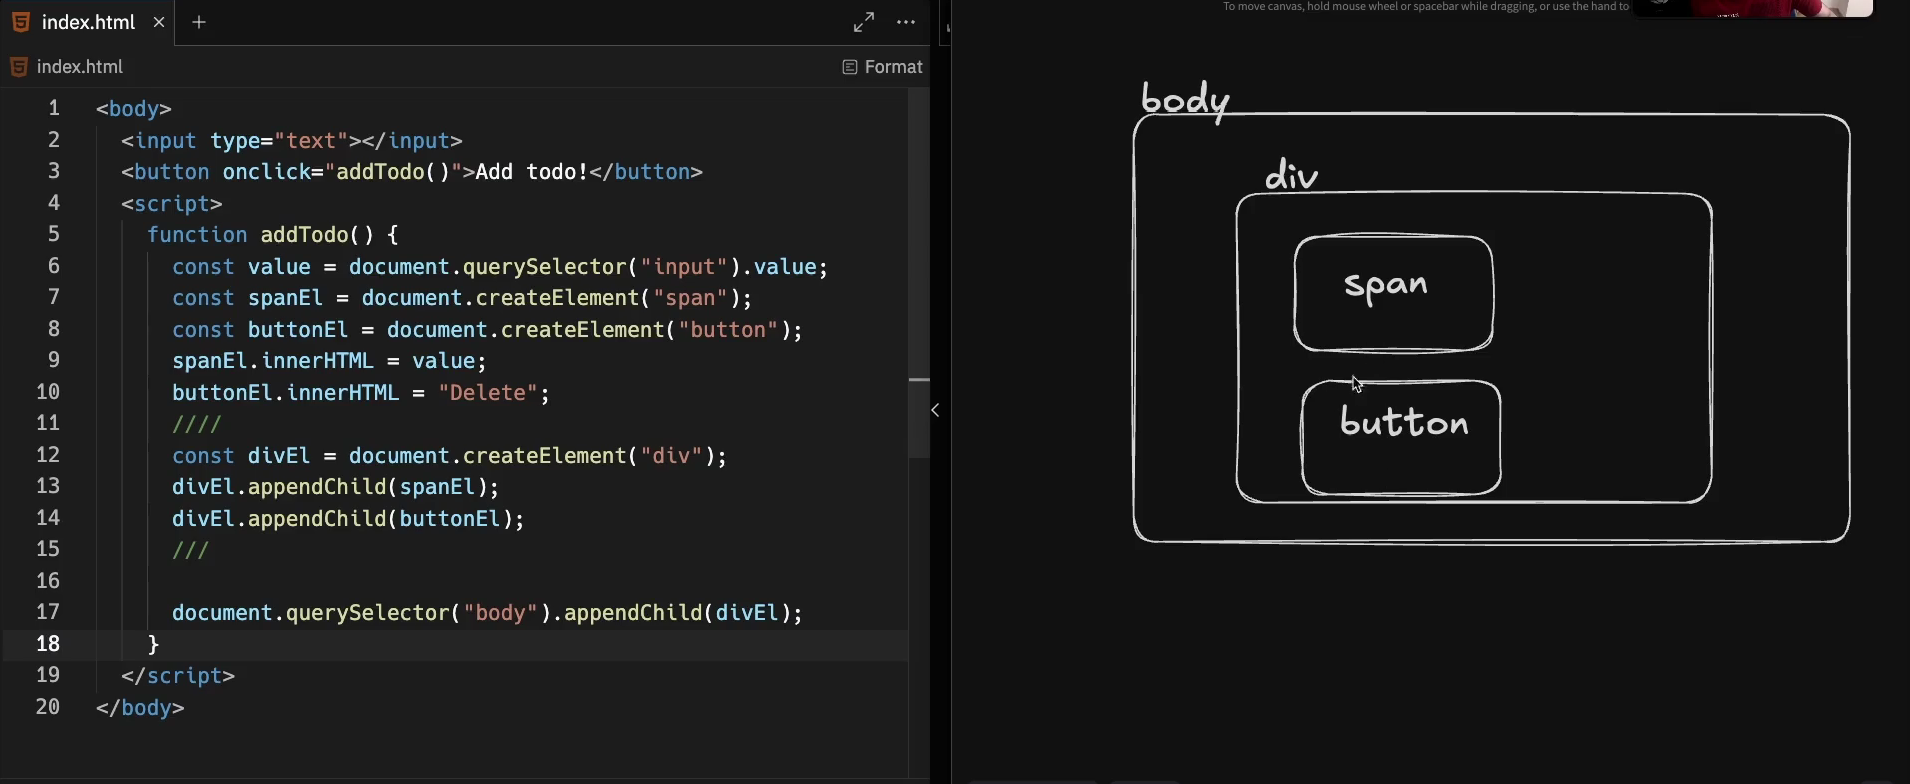 index.html
index.html
Format
1 <body>
2 <input type="text"></input>
3 <button onclick="addTodo()">Add todo!</button>
4 <script>
5 function addTodo() {
6 const value = document.querySelector("input").value;
7 const spanEl = document.createElement("span");
8 const buttonEl = document.createElement("button");
9 spanEl.innerHTML = value;
10 buttonEl.innerHTML = "Delete";
11 ////
12 const divEl = document.createElement("div");
13 divEl.appendChild(spanEl);
14 divEl.appendChild(buttonEl);
15 ///
16
17 document.querySelector("body").appendChild(divEl);
18 }
19 </script>
20 </body>
To move canvas, hold mouse wheel or spacebar while dragging, or use the hand to
body
div
span
button